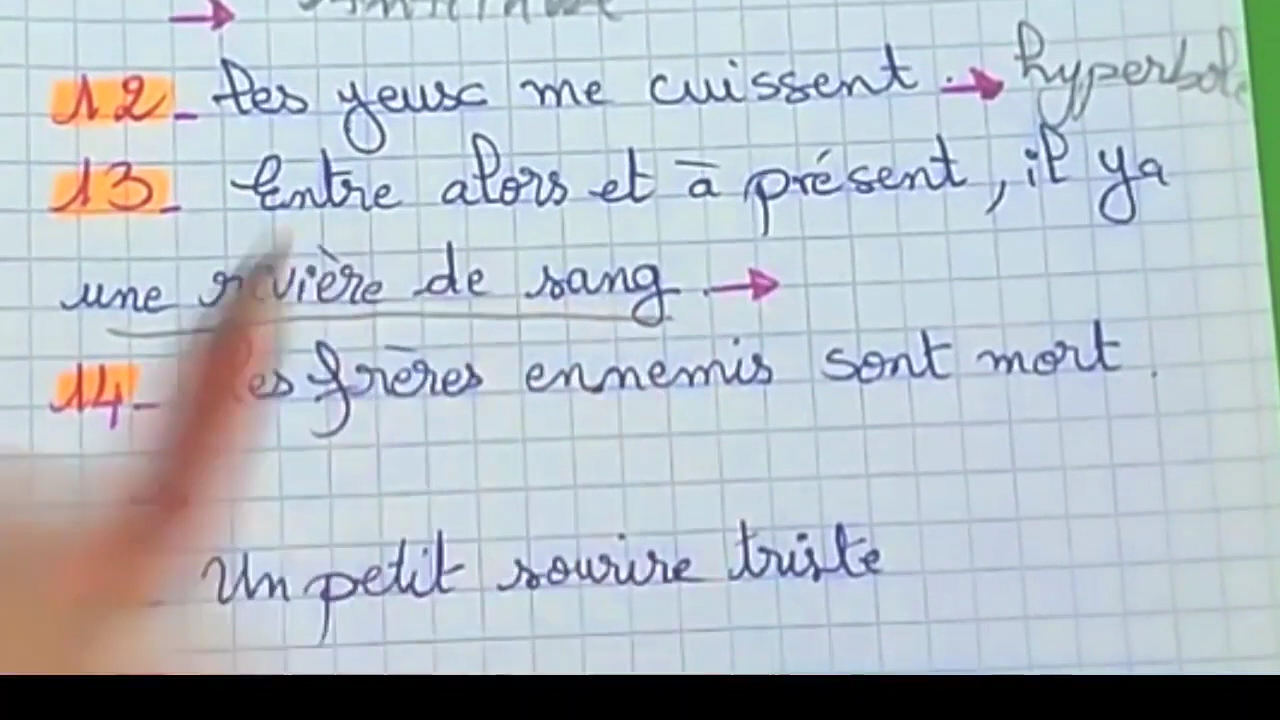 12_ les yeux me cuissent → hyperbole
13_ Entre alors et à présent, il ya
une rivière de sang →
14_ les frères ennemis sont mort.
Un petit sourire triste